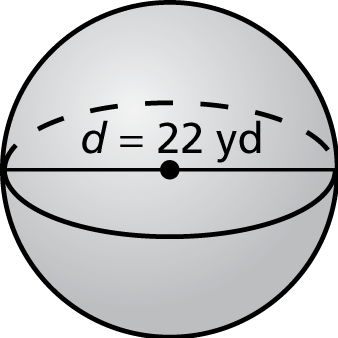 d = 22 yd